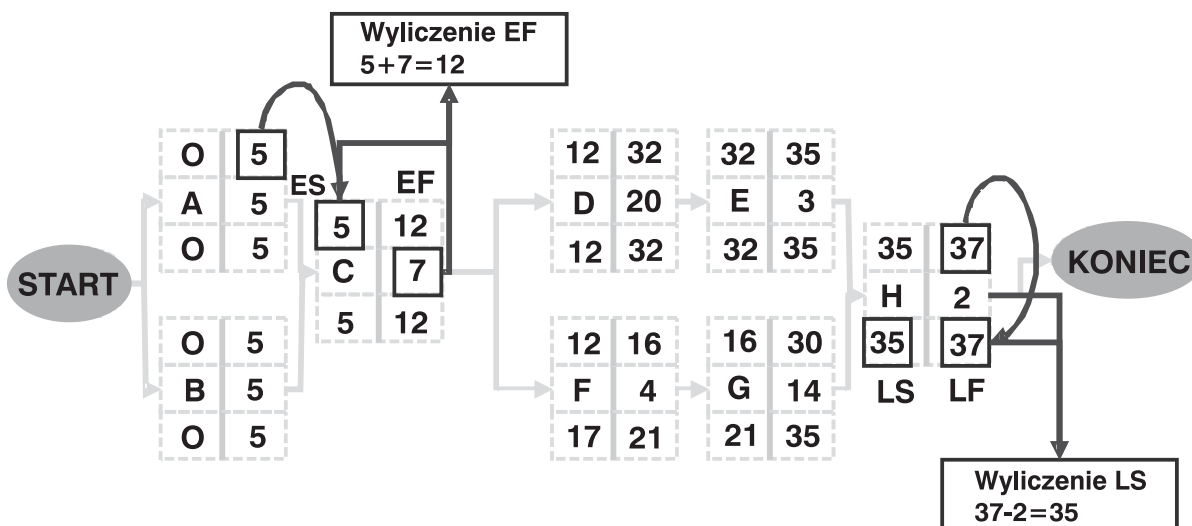 Wyliczenie EF
5+7=12
O 5
A 5
O 5
ES EF
5 12
C 7
5 12
12 32
D 20
12 32
32 35
E 3
32 35
START
35 37
H 2
35 37
LS LF
KONIEC
O 5
B 5
O 5
12 16
F 4
17 21
16 30
G 14
21 35
Wyliczenie LS
37-2=35